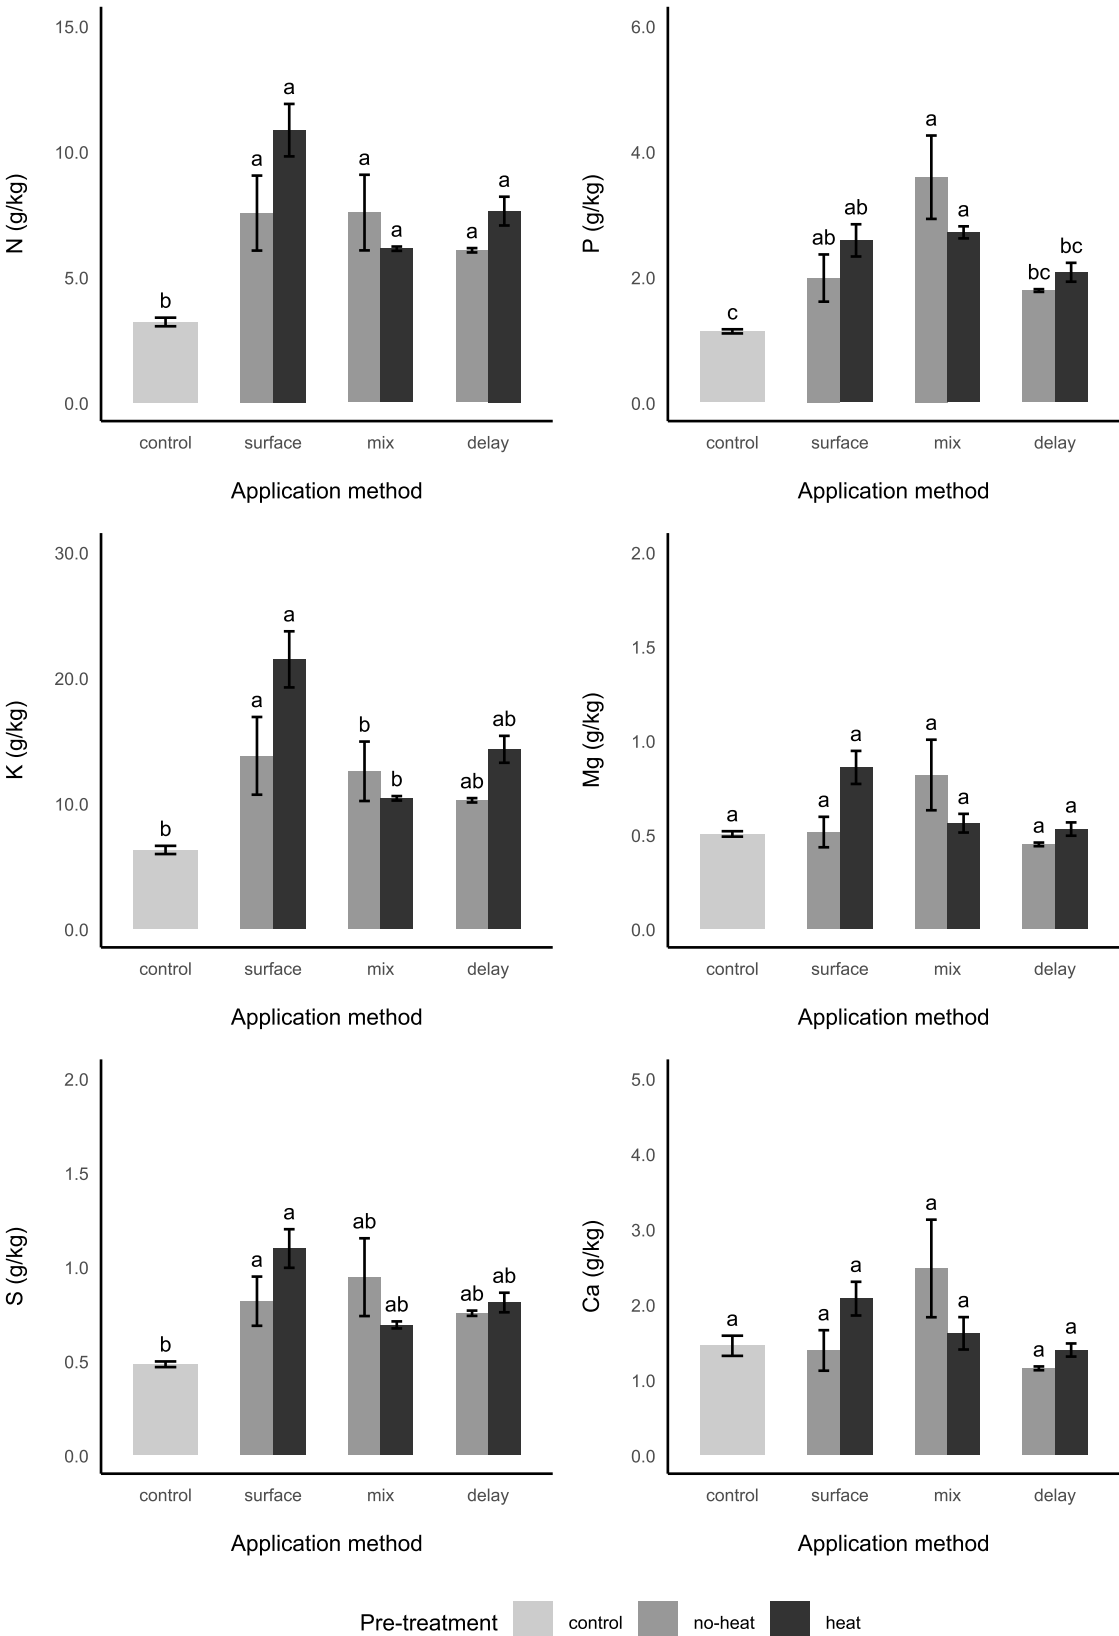 15.0
10.0
5.0
0.0
N (g/kg)
b
a
a
a
a
a
a
control surface mix delay
Application method
6.0
4.0
2.0
0.0
P (g/kg)
c
ab
ab
a
a
bc
bc
control surface mix delay
Application method
30.0
20.0
10.0
0.0
K (g/kg)
b
a
a
b
b
ab
ab
control surface mix delay
Application method
2.0
1.5
1.0
0.5
0.0
Mg (g/kg)
a
a
a
a
a
a
a
control surface mix delay
Application method
2.0
1.5
1.0
0.5
0.0
S (g/kg)
b
a
a
ab
ab
ab
ab
control surface mix delay
Application method
5.0
4.0
3.0
2.0
1.0
0.0
Ca (g/kg)
a
a
a
a
a
a
a
control surface mix delay
Application method
Pre-treatment control no-heat heat